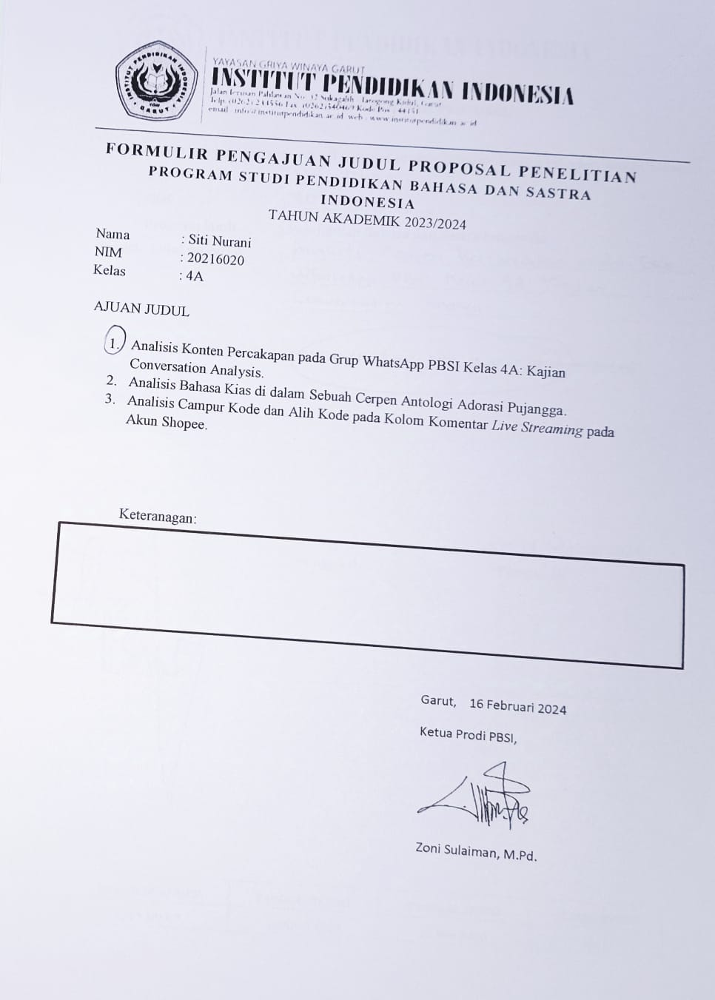 YAYASAN GRIYA WINAYA GARUT
INSTITUT PENDIDIKAN INDONESIA
Jalan Terusan Pahlawan No. 32 Sukagalih - Tarogong Kidul, Garut
Telp. (0262) Fax. (0262) Kode Pos : 44151
email : info@institutpendidikan.ac.id web : www.institutpendidikan.ac.id
INSTITUT PENDIDIKAN INDONESIA
GARUT
FORMULIR PENGAJUAN JUDUL PROPOSAL PENELITIAN
PROGRAM STUDI PENDIDIKAN BAHASA DAN SASTRA
INDONESIA
TAHUN AKADEMIK 2023/2024
Nama : Siti Nurani
NIM : 20216020
Kelas : 4A
AJUAN JUDUL
1. Analisis Konten Percakapan pada Grup WhatsApp PBSI Kelas 4A: Kajian
Conversation Analysis.
2. Analisis Bahasa Kias di dalam Sebuah Cerpen Antologi Adorasi Pujangga.
3. Analisis Campur Kode dan Alih Kode pada Kolom Komentar Live Streaming pada
Akun Shopee.
Keteranagan:
Garut, 16 Februari 2024
Ketua Prodi PBSI,
Zoni Sulaiman, M.Pd.